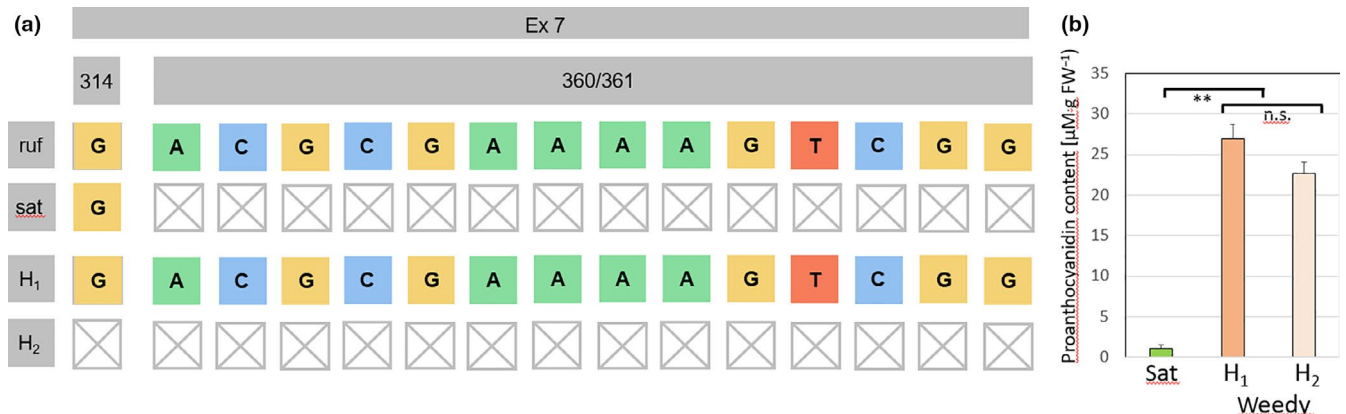 (a)
Ex 7
314 360/361
ruf G A C G C G A A A A G T C G G
sat G
H₁ G A C G C G A A A A G T C G G
H₂
(b)
Proanthocyanidin content [µM·g FW⁻¹]
35
30
25
20
15
10
5
0
**
n.s.
Sat H₁ H₂
Weedy